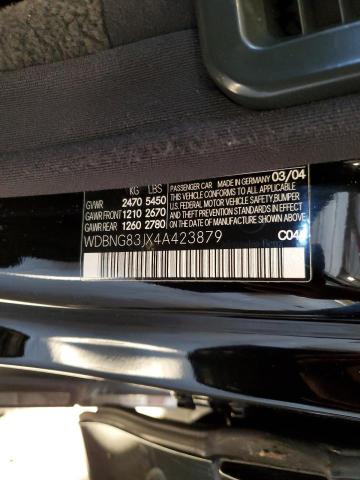 KG LBS
GVWR 2470 5450
GAWR FRONT 1210 2670
GAWR REAR 1260 2780
PASSENGER CAR MADE IN GERMANY 03/04
THIS VEHICLE CONFORMS TO ALL APPLICABLE
U.S. FEDERAL MOTOR VEHICLE SAFETY,BUMPER
AND THEFT PREVENTION STANDARDS IN EFFECT
ON THE DATE OF MANUFACTURE SHOWN ABOVE.
WDBNG83JX4A423879